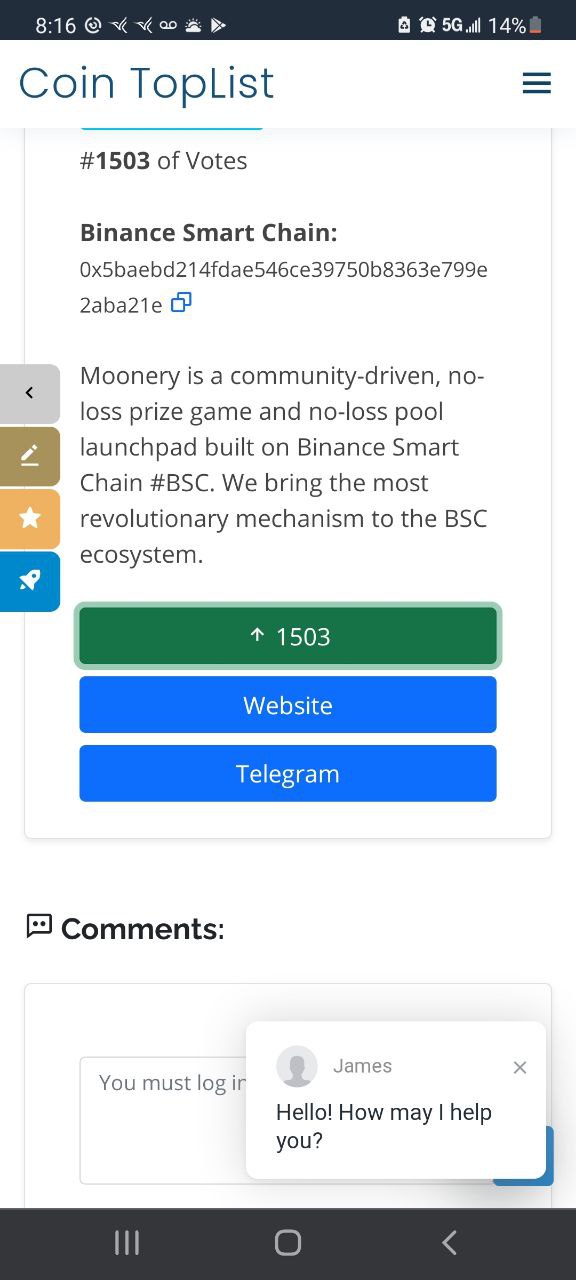 8:16
5G 14%
Coin TopList
#1503 of Votes
Binance Smart Chain:
0x5baebd214fdae546ce39750b8363e799e
2aba21e
Moonery is a community-driven, no-
loss prize game and no-loss pool
launchpad built on Binance Smart
Chain #BSC. We bring the most
revolutionary mechanism to the BSC
ecosystem.
1503
Website
Telegram
Comments:
You must log in
James
Hello! How may I help
you?